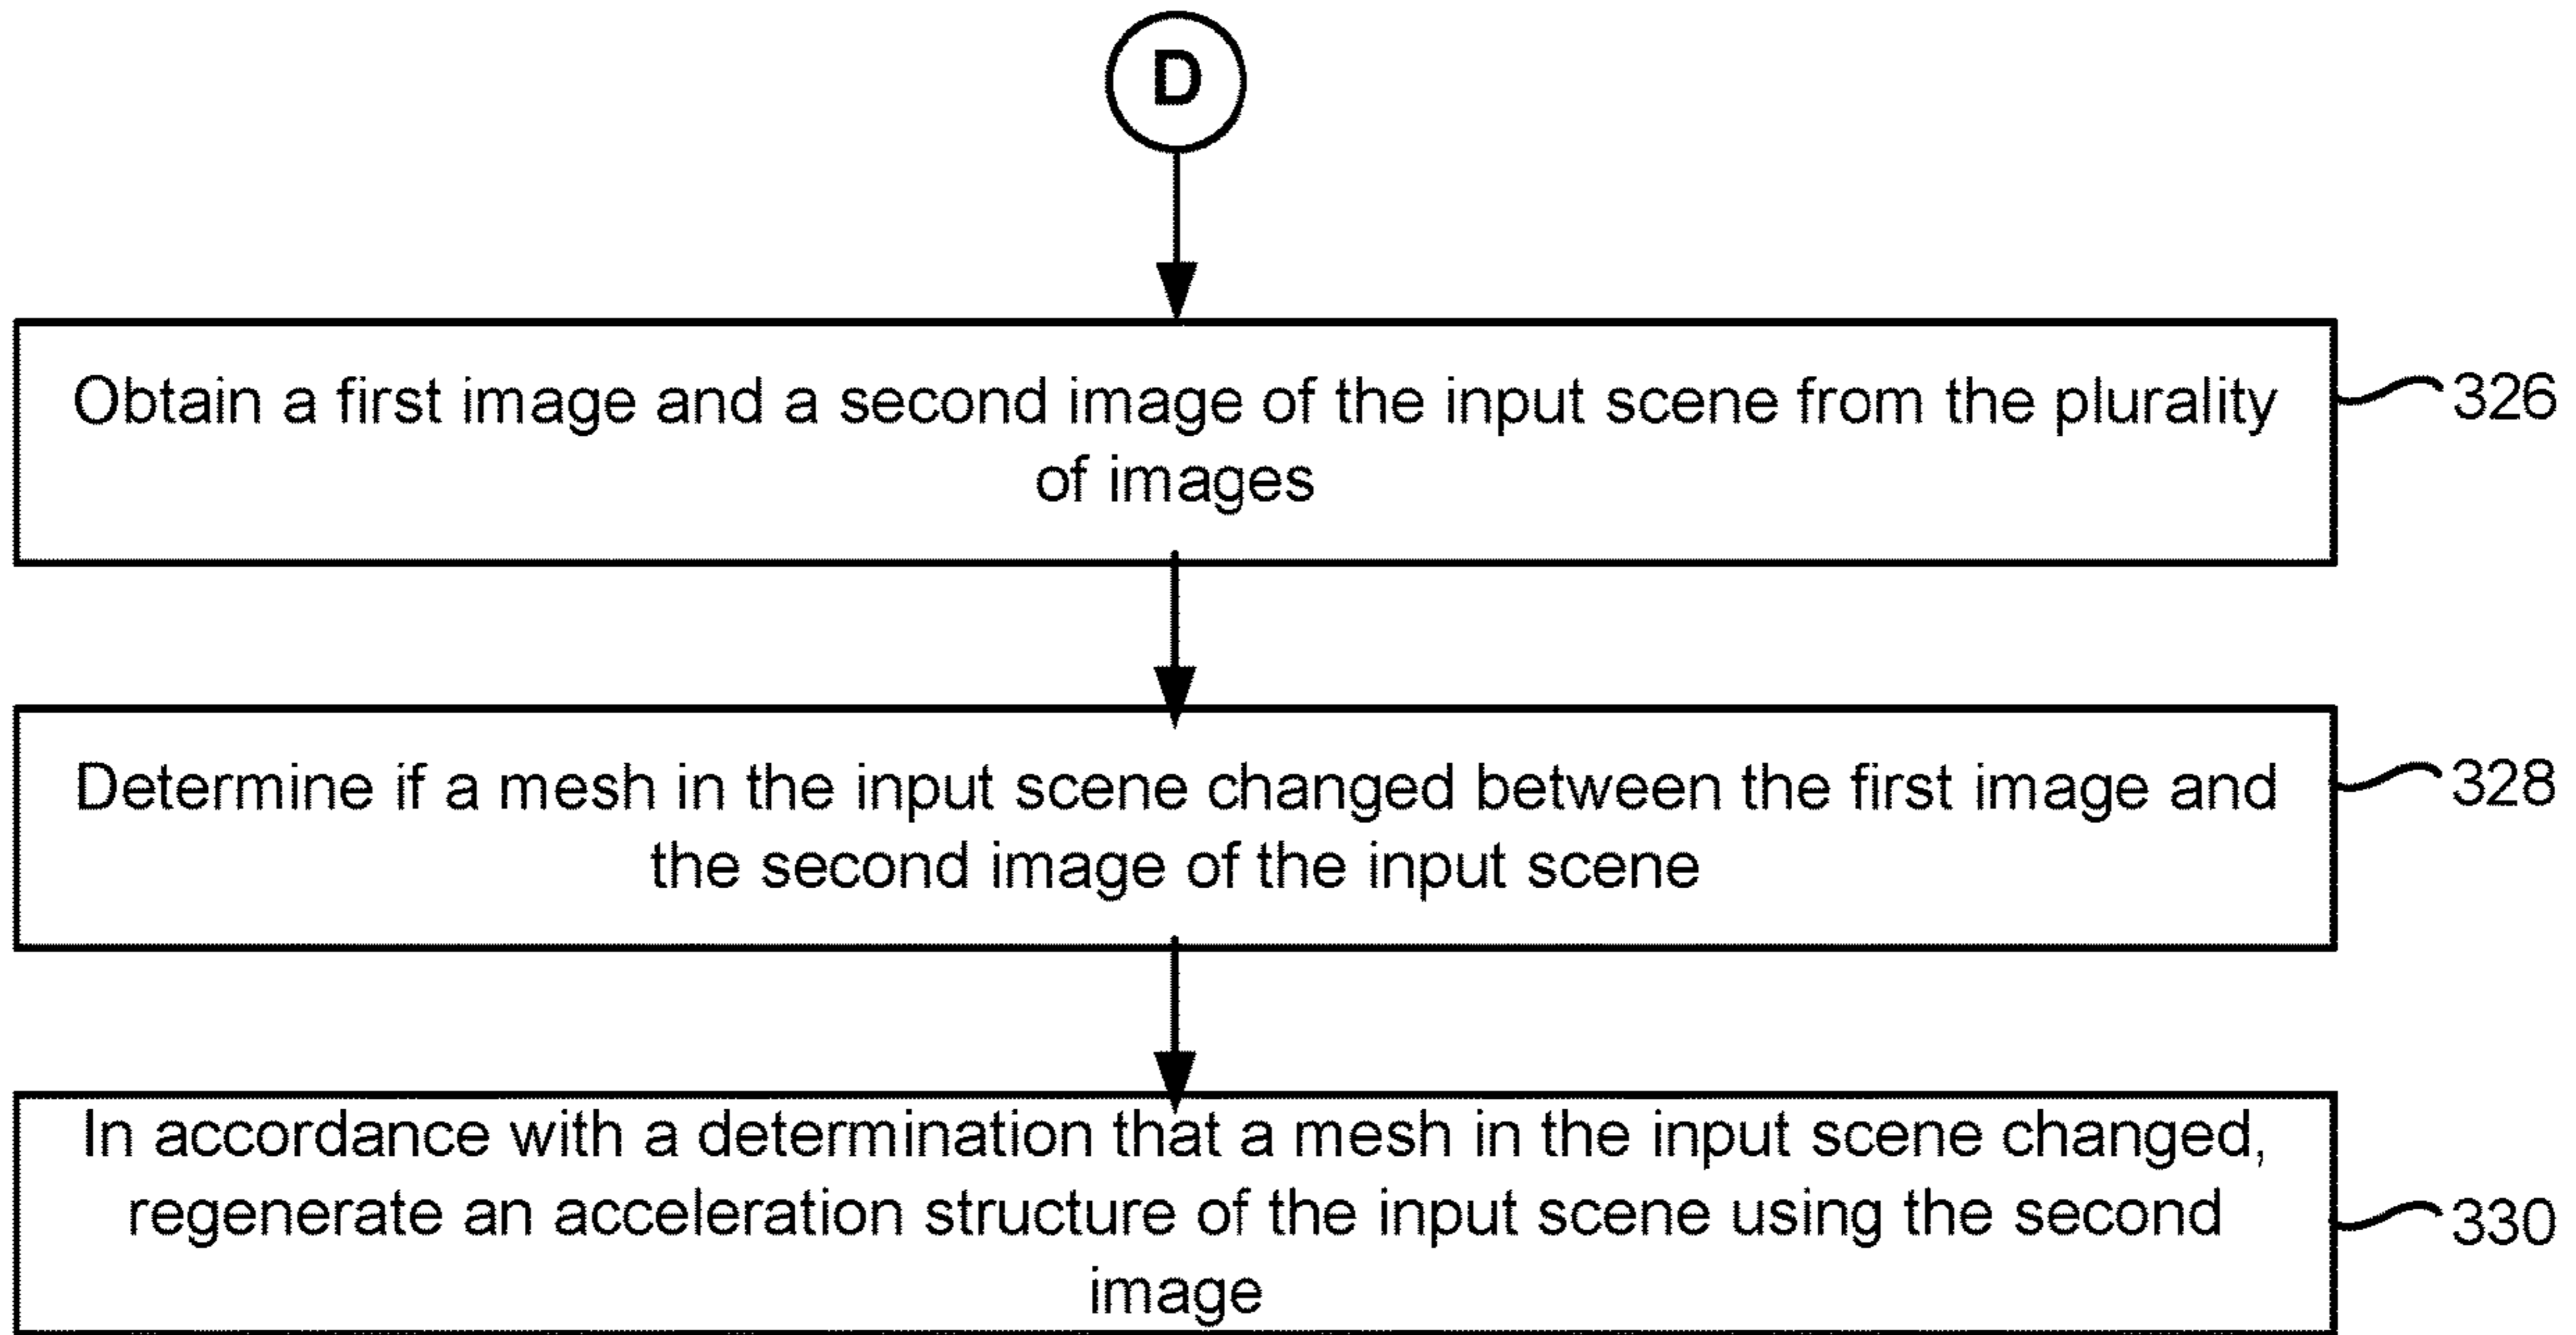 D
Obtain a first image and a second image of the input scene from the plurality
of images
326
Determine if a mesh in the input scene changed between the first image and
the second image of the input scene
328
In accordance with a determination that a mesh in the input scene changed,
regenerate an acceleration structure of the input scene using the second
image
330